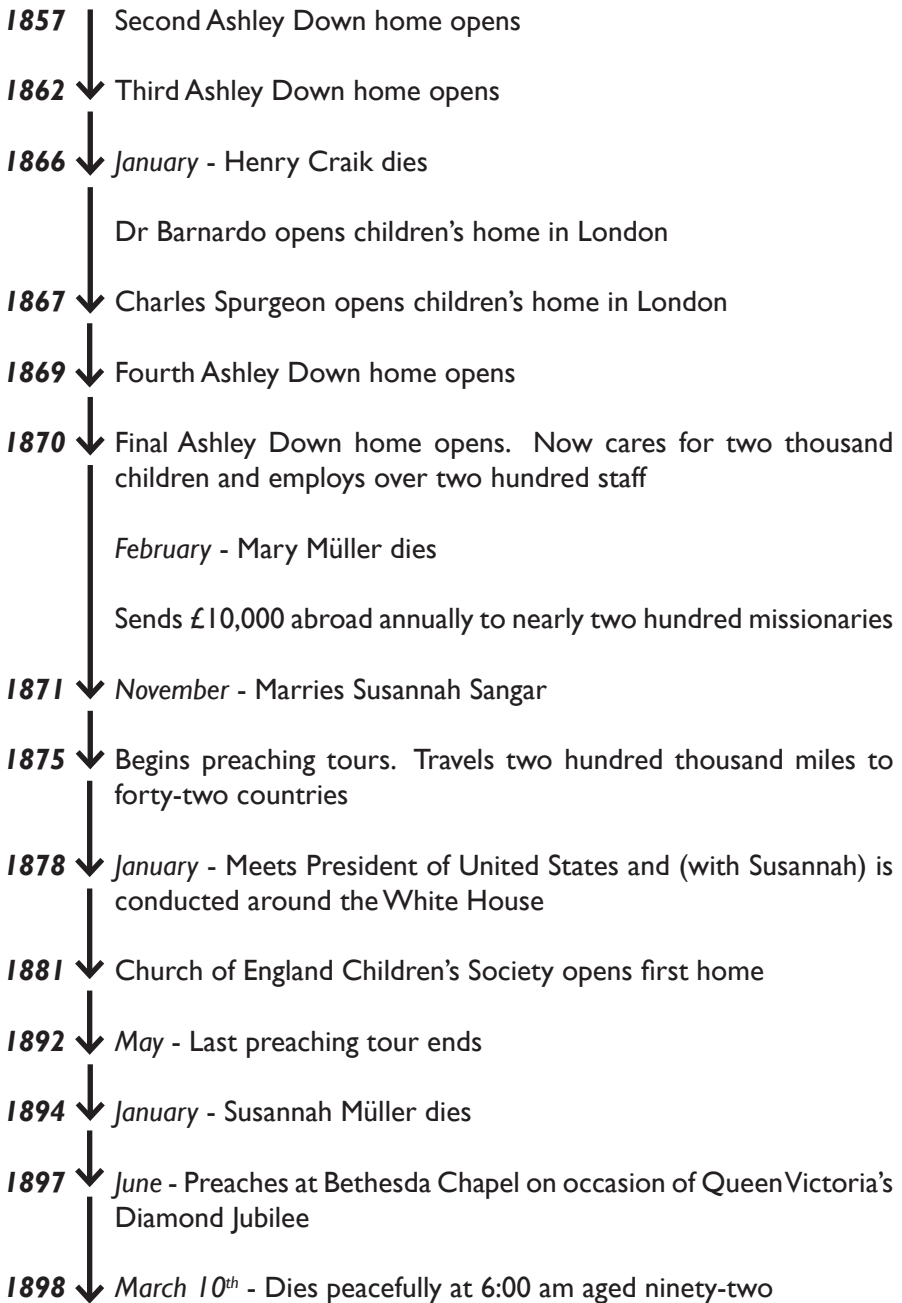 1857 Second Ashley Down home opens
1862 Third Ashley Down home opens
1866 January - Henry Craik dies
Dr Barnardo opens children’s home in London
1867 Charles Spurgeon opens children’s home in London
1869 Fourth Ashley Down home opens
1870 Final Ashley Down home opens. Now cares for two thousand
children and employs over two hundred staff
February - Mary Müller dies
Sends £10,000 abroad annually to nearly two hundred missionaries
1871 November - Marries Susannah Sangar
1875 Begins preaching tours. Travels two hundred thousand miles to
forty-two countries
1878 January - Meets President of United States and (with Susannah) is
conducted around the White House
1881 Church of England Children’s Society opens first home
1892 May - Last preaching tour ends
1894 January - Susannah Müller dies
1897 June - Preaches at Bethesda Chapel on occasion of Queen Victoria’s
Diamond Jubilee
1898 March 10th - Dies peacefully at 6:00 am aged ninety-two